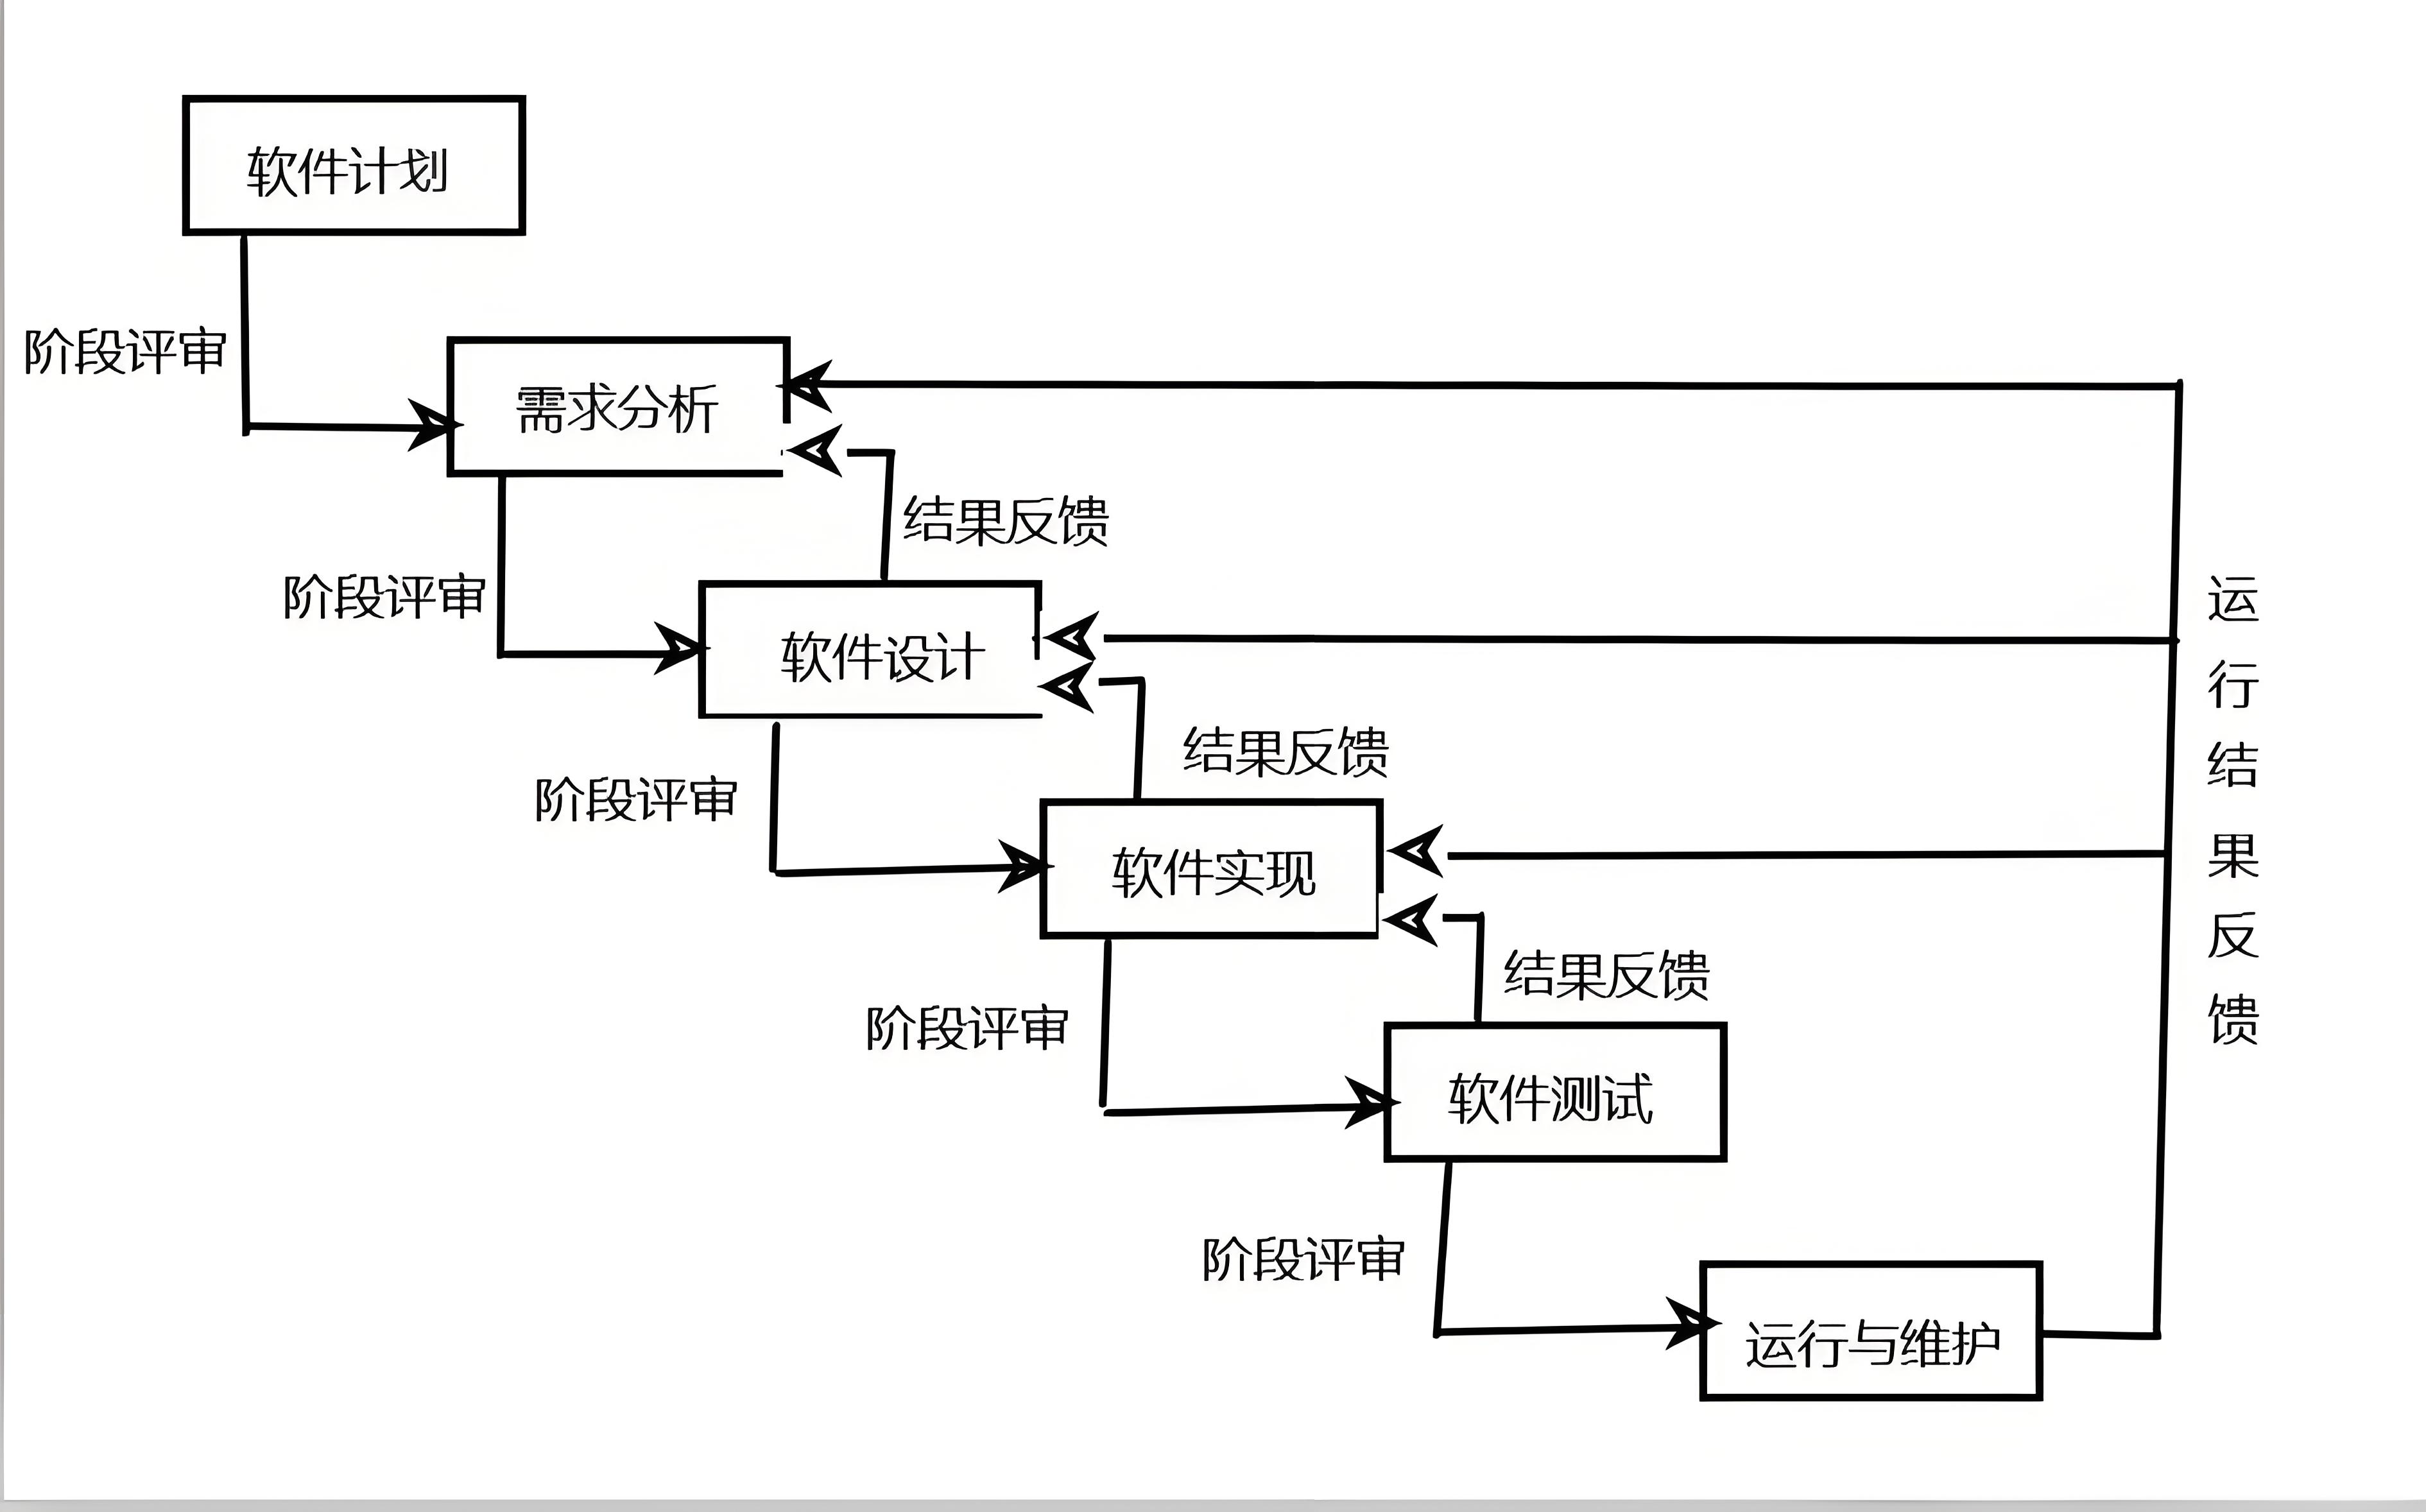 软件计划
阶段评审
需求分析
结果反馈
阶段评审
软件设计
结果反馈
阶段评审
软件实现
结果反馈
阶段评审
软件测试
阶段评审
运行与维护
运行结果反馈